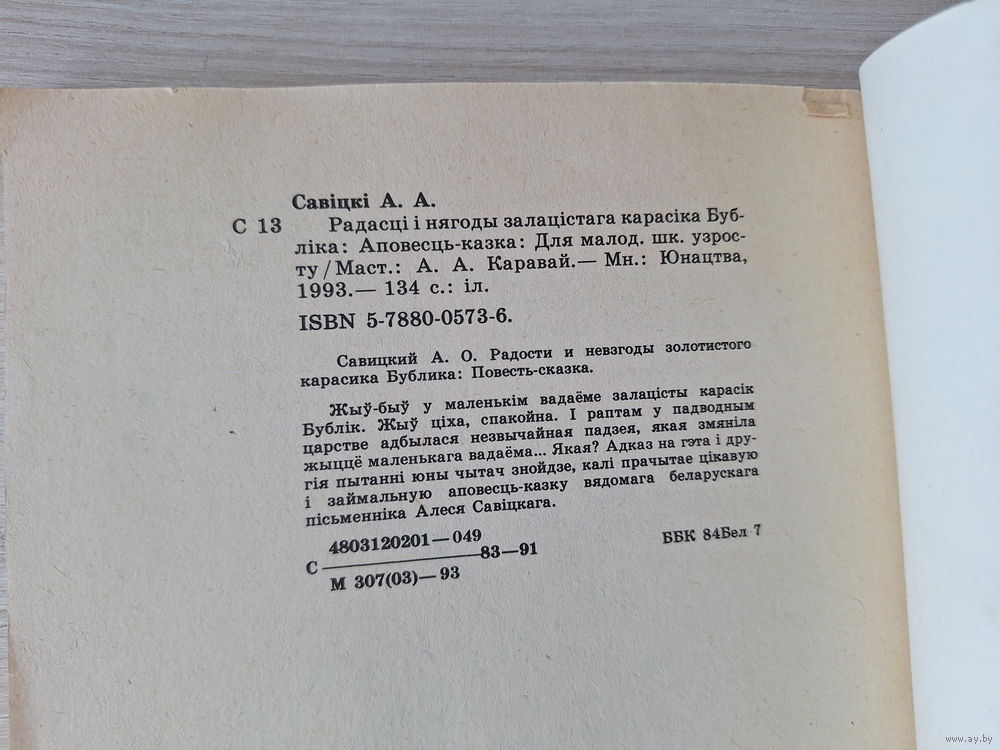 Савіцкі А. А.
С 13 Радасці і нягоды залацістага карасіка Буб-
ліка: Аповесць-казка: Для малод. шк. узрос-
ту / Маст.: А. А. Каравай.— Мн.: Юнацтва,
1993.— 134 с.: іл.
ISBN 5-7880-0573-6.
Савицкий А. О. Радости и невзгоды золотистого
карасика Бублика: Повесть-сказка.
Жыў-быў у маленькім вадаёме залацісты карасік
Бублік. Жыў ціха, спакойна. І раптам у падводным
царстве адбылася незвычайная падзея, якая змяніла
жыццё маленькага вадаёма... Якая? Адказ на гэта і дру-
гія пытанні юны чытач знойдзе, калі прачытае цікавую
і займальную аповесць-казку вядомага беларускага
пісьменніка Алеся Савіцкага.
4803120201—049
С 83—91
М 307(03)—93
ББК 84Бел 7
www.ay.by